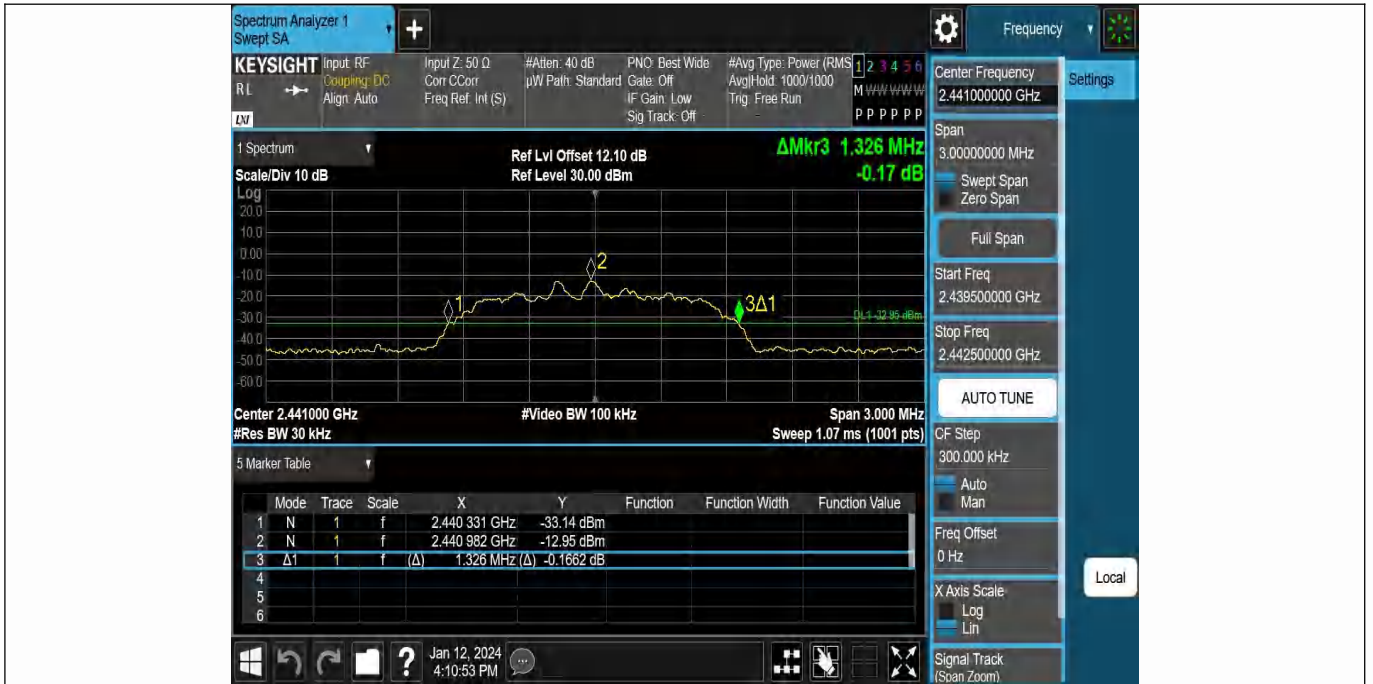 Spectrum Analyzer 1
Swept SA
+
Frequency
KEYSIGHT
R L
LXI
Input: RF
Coupling: DC
Align: Auto
Input Z: 50 Ω
Corr CCorr
Freq Ref: Int (S)
#Atten: 40 dB
µW Path: Standard
PNO: Best Wide
Gate: Off
IF Gain: Low
Sig Track: Off
#Avg Type: Power (RMS
Avg|Hold: 1000/1000
Trig: Free Run
1 2 3 4 5 6
M W W W W W
P P P P P P
1 Spectrum
Scale/Div 10 dB
Ref Lvl Offset 12.10 dB
Ref Level 30.00 dBm
ΔMkr3 1.326 MHz
-0.17 dB
Log
20.0
10.0
0.00
-10.0
-20.0
-30.0
-40.0
-50.0
-60.0
1
2
3Δ1
DL1 -32.95 dBm
Center 2.441000 GHz
#Res BW 30 kHz
#Video BW 100 kHz
Span 3.000 MHz
Sweep 1.07 ms (1001 pts)
5 Marker Table
Mode Trace Scale X Y Function Function Width Function Value
1 N 1 f 2.440 331 GHz -33.14 dBm
2 N 1 f 2.440 982 GHz -12.95 dBm
3 Δ1 1 f (Δ) 1.326 MHz (Δ) -0.1662 dB
4
5
6
?
Jan 12, 2024
4:10:53 PM
Center Frequency
2.441000000 GHz
Settings
Span
3.00000000 MHz
Swept Span
Zero Span
Full Span
Start Freq
2.439500000 GHz
Stop Freq
2.442500000 GHz
AUTO TUNE
CF Step
300.000 kHz
Auto
Man
Freq Offset
0 Hz
X Axis Scale
Log
Lin
Local
Signal Track
(Span Zoom)